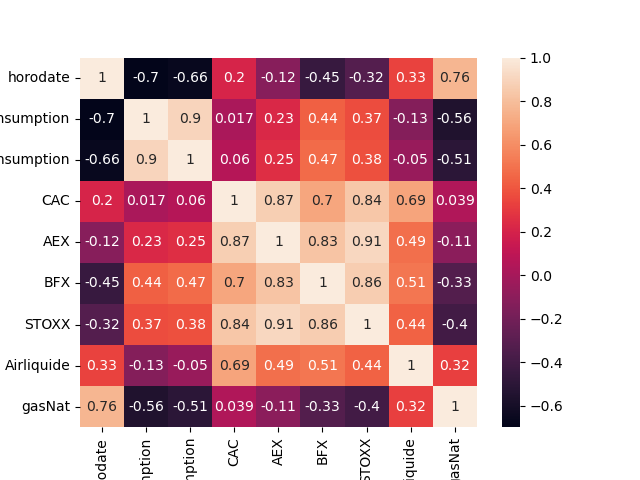 horodate 1 -0.7 -0.66 0.2 -0.12 -0.45 -0.32 0.33 0.76
nsumption -0.7 1 0.9 0.017 0.23 0.44 0.37 -0.13 -0.56
nsumption -0.66 0.9 1 0.06 0.25 0.47 0.38 -0.05 -0.51
CAC 0.2 0.017 0.06 1 0.87 0.7 0.84 0.69 0.039
AEX -0.12 0.23 0.25 0.87 1 0.83 0.91 0.49 -0.11
BFX -0.45 0.44 0.47 0.7 0.83 1 0.86 0.51 -0.33
STOXX -0.32 0.37 0.38 0.84 0.91 0.86 1 0.44 -0.4
Airliquide 0.33 -0.13 -0.05 0.69 0.49 0.51 0.44 1 0.32
gasNat 0.76 -0.56 -0.51 0.039 -0.11 -0.33 -0.4 0.32 1
rodate
mption
mption
CAC
AEX
BFX
STOXX
iquide
gasNat
1.0
0.8
0.6
0.4
0.2
0.0
−0.2
−0.4
−0.6